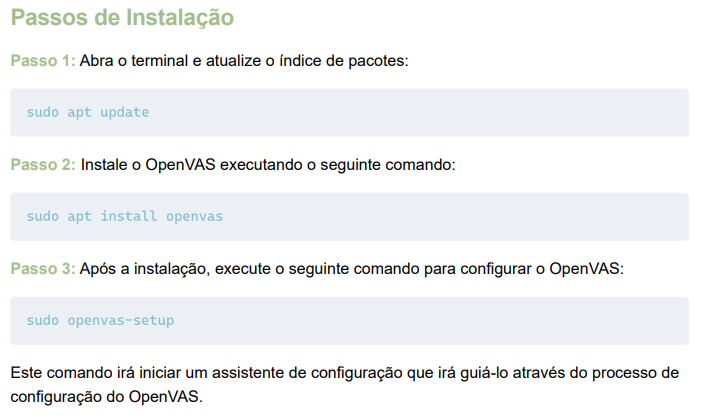 Passos de Instalação
Passo 1: Abra o terminal e atualize o índice de pacotes:
sudo apt update
Passo 2: Instale o OpenVAS executando o seguinte comando:
sudo apt install openvas
Passo 3: Após a instalação, execute o seguinte comando para configurar o OpenVAS:
sudo openvas-setup
Este comando irá iniciar um assistente de configuração que irá guiá-lo através do processo de
configuração do OpenVAS.